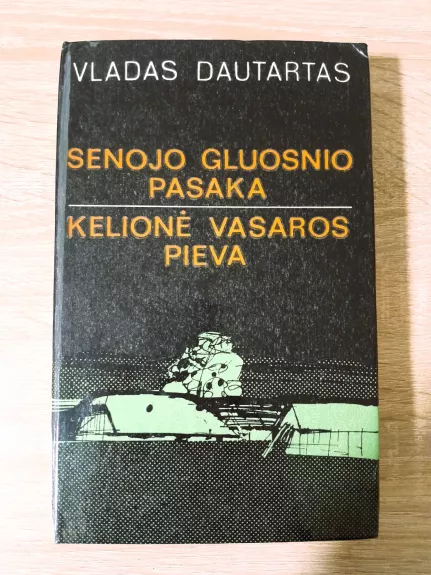 VLADAS DAUTARTAS
SENOJO GLUOSNIO
PASAKA
KELIONĖ VASAROS
PIEVA